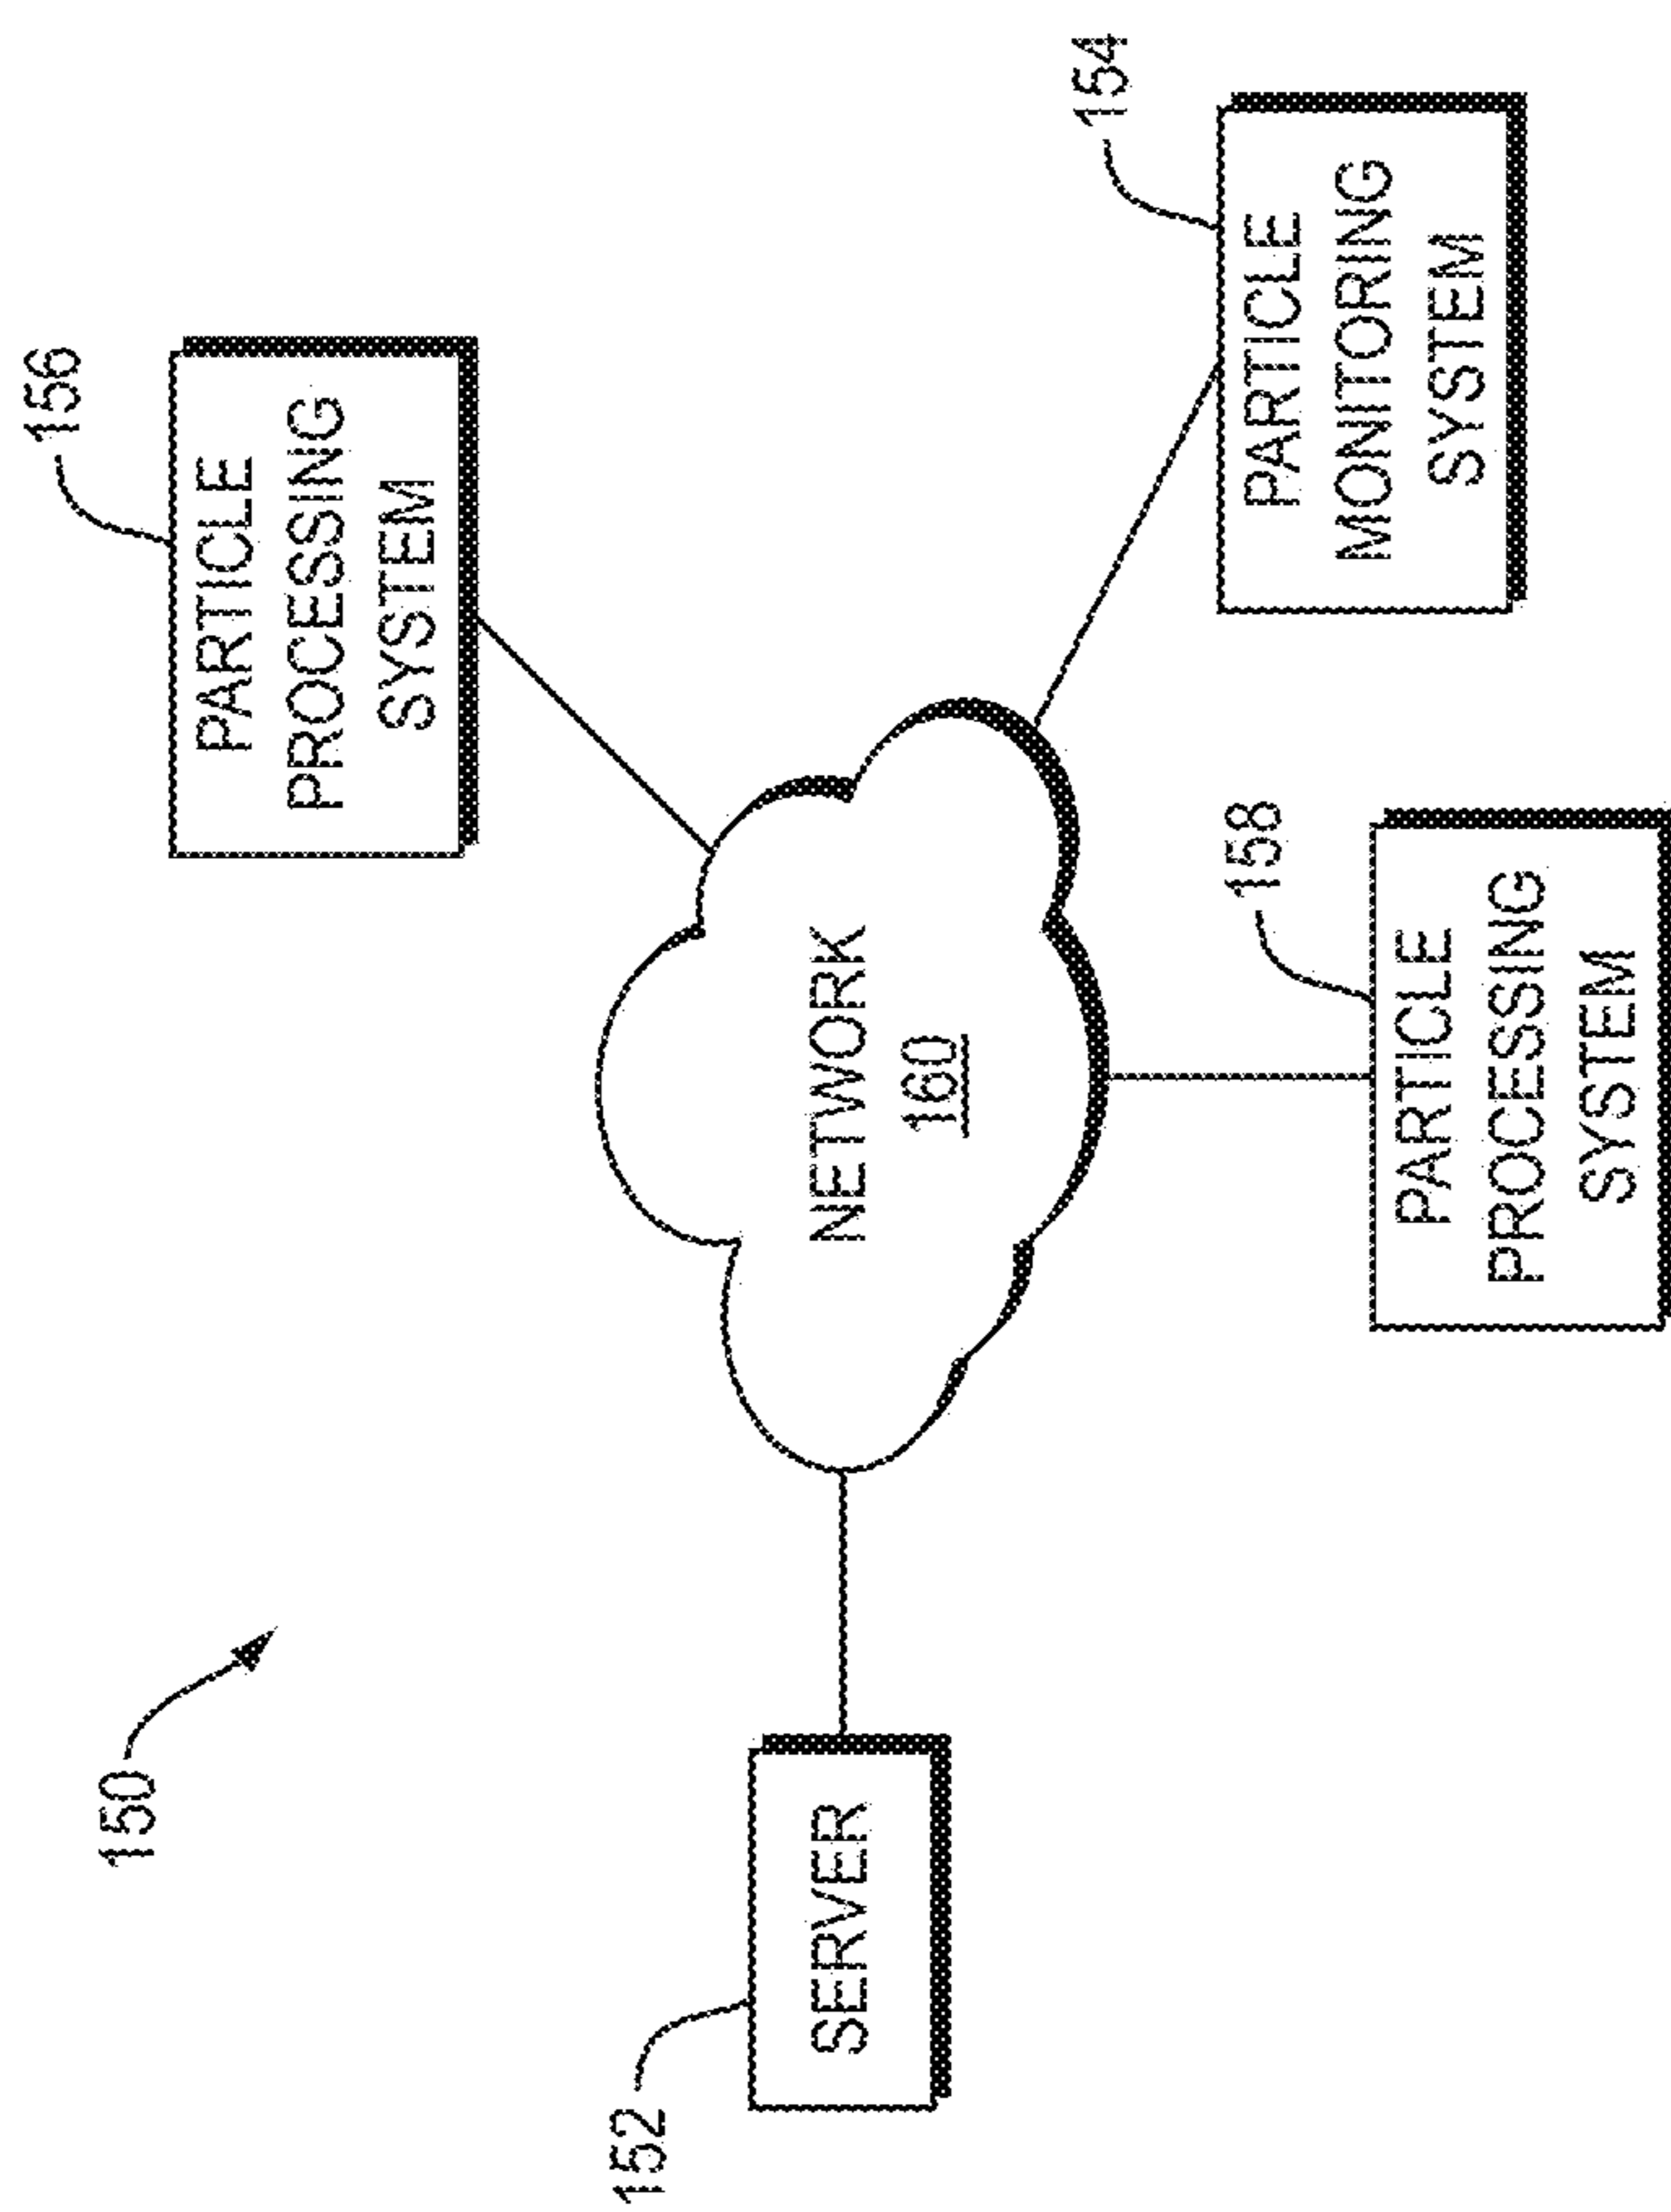 150
156
PARTICLE
PROCESSING
SYSTEM
152
SERVER
NETWORK
160
154
PARTICLE
MONITORING
SYSTEM
158
PARTICLE
PROCESSING
SYSTEM